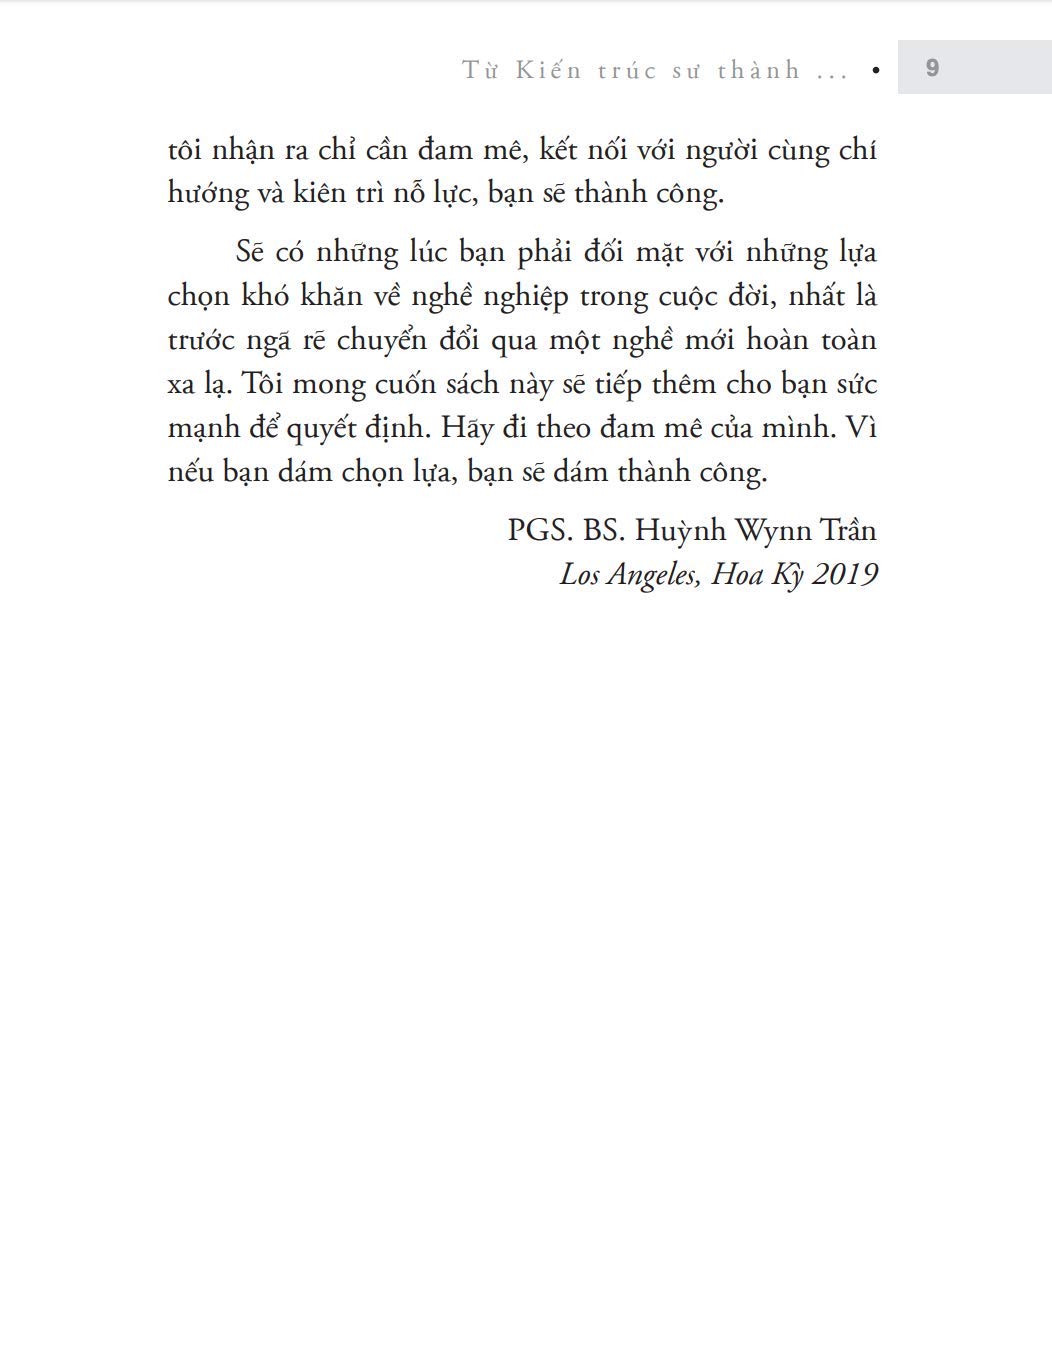 Từ Kiến trúc sư thành ... • 9
tôi nhận ra chỉ cần đam mê, kết nối với người cùng chí
hướng và kiên trì nỗ lực, bạn sẽ thành công.
Sẽ có những lúc bạn phải đối mặt với những lựa
chọn khó khăn về nghề nghiệp trong cuộc đời, nhất là
trước ngã rẽ chuyển đổi qua một nghề mới hoàn toàn
xa lạ. Tôi mong cuốn sách này sẽ tiếp thêm cho bạn sức
mạnh để quyết định. Hãy đi theo đam mê của mình. Vì
nếu bạn dám chọn lựa, bạn sẽ dám thành công.
PGS. BS. Huỳnh Wynn Trần
Los Angeles, Hoa Kỳ 2019